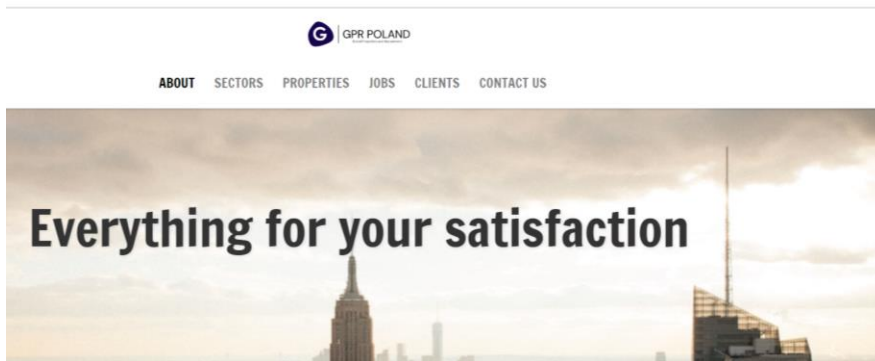 G GPR POLAND
ABOUT SECTORS PROPERTIES JOBS CLIENTS CONTACT US
Everything for your satisfaction